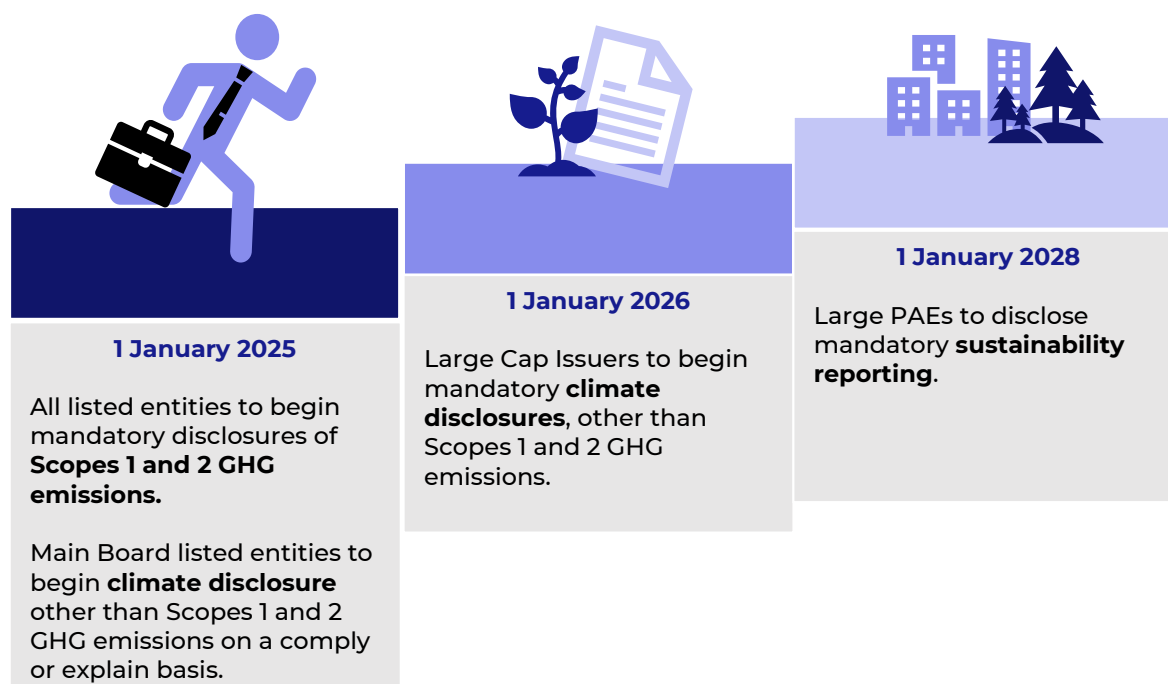 1 January 2025
All listed entities to begin
mandatory disclosures of
Scopes 1 and 2 GHG
emissions.
Main Board listed entities to
begin climate disclosure
other than Scopes 1 and 2
GHG emissions on a comply
or explain basis.
1 January 2026
Large Cap Issuers to begin
mandatory climate
disclosures, other than
Scopes 1 and 2 GHG
emissions.
1 January 2028
Large PAEs to disclose
mandatory sustainability
reporting.